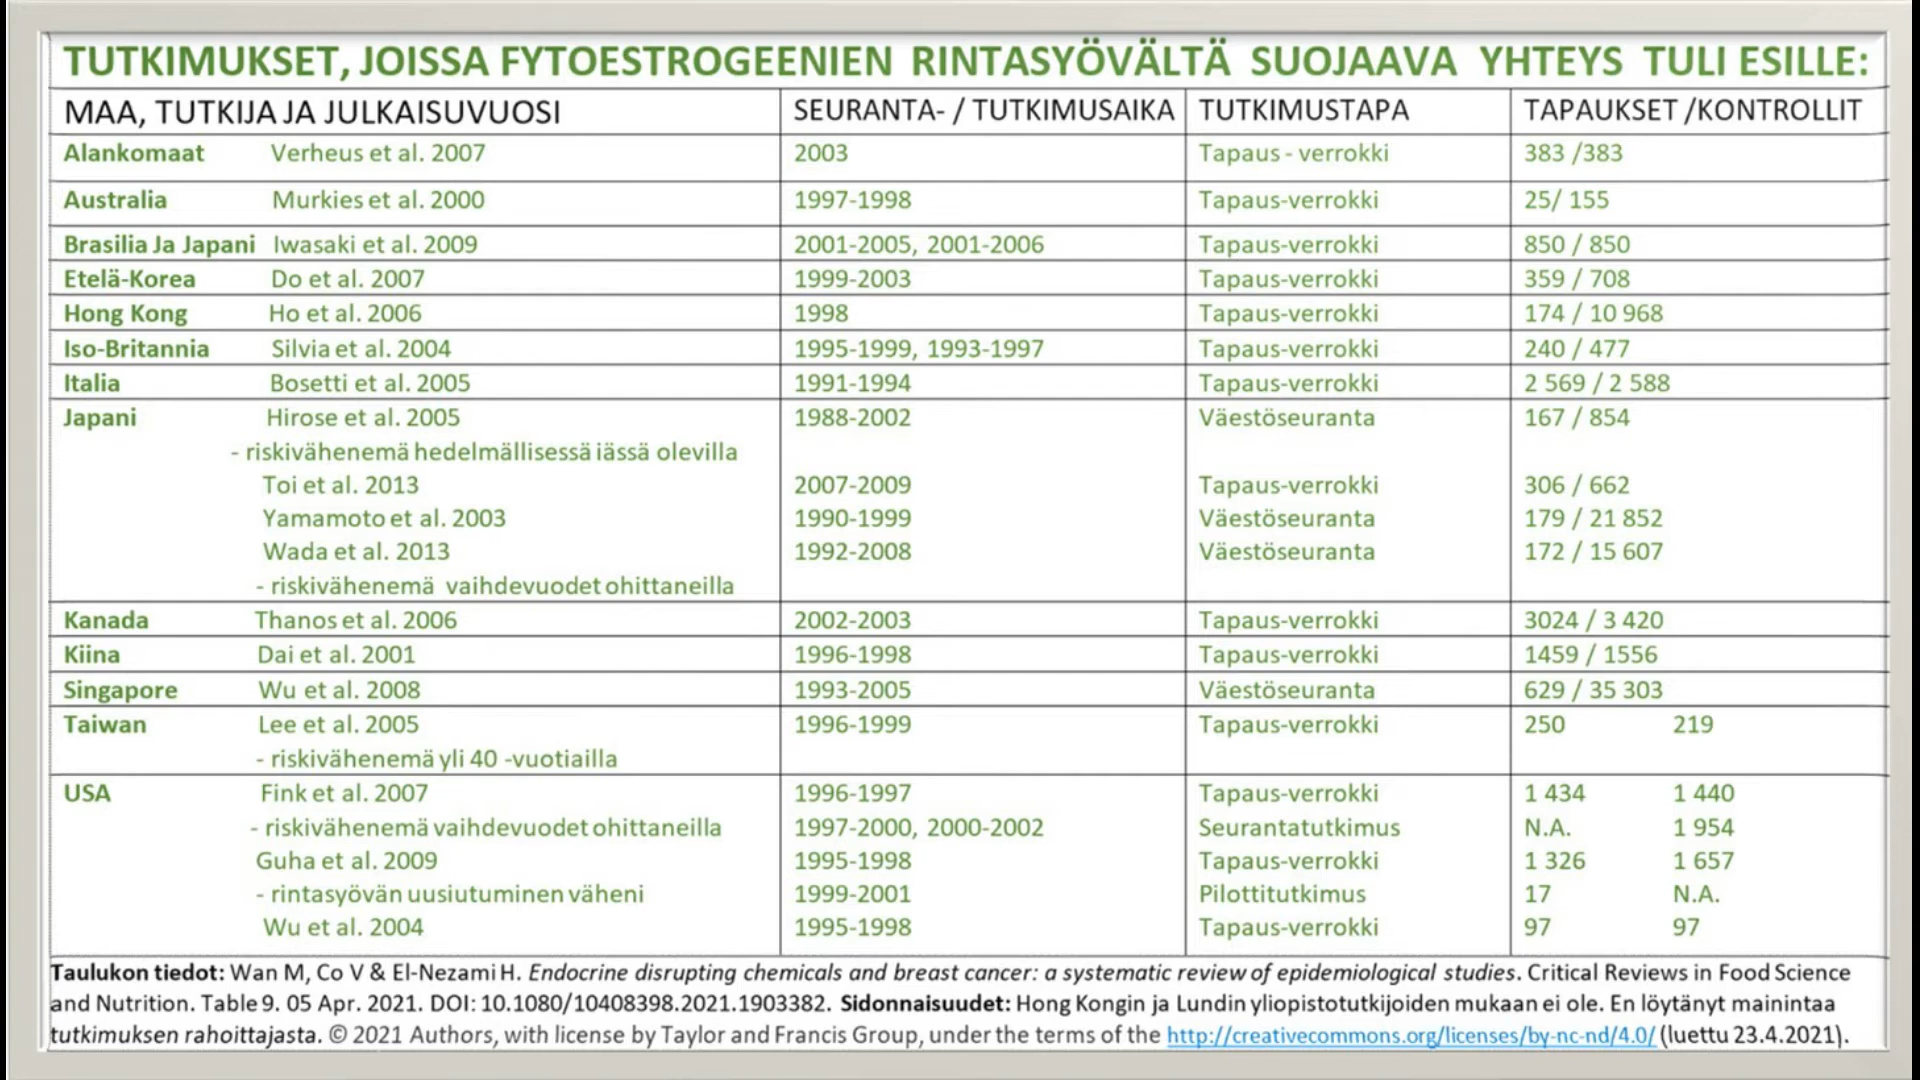 TUTKIMUKSET, JOISSA FYTOESTROGEENIEN RINTASYÖVÄLTÄ SUOJAAVA YHTEYS TULI ESILLE:
MAA, TUTKIJA JA JULKAISUVUOSI SEURANTA- / TUTKIMUSAIKA TUTKIMUSTAPA TAPAUKSET /KONTROLLIT
Alankomaat Verheus et al. 2007 2003 Tapaus - verrokki 383 /383
Australia Murkies et al. 2000 1997-1998 Tapaus-verrokki 25/ 155
Brasilia Ja Japani Iwasaki et al. 2009 2001-2005, 2001-2006 Tapaus-verrokki 850 / 850
Etelä-Korea Do et al. 2007 1999-2003 Tapaus-verrokki 359 / 708
Hong Kong Ho et al. 2006 1998 Tapaus-verrokki 174 / 10 968
Iso-Britannia Silvia et al. 2004 1995-1999, 1993-1997 Tapaus-verrokki 240 / 477
Italia Bosetti et al. 2005 1991-1994 Tapaus-verrokki 2 569 / 2 588
Japani Hirose et al. 2005 1988-2002 Väestöseuranta 167 / 854
- riskivähenemä hedelmällisessä iässä olevilla
Toi et al. 2013 2007-2009 Tapaus-verrokki 306 / 662
Yamamoto et al. 2003 1990-1999 Väestöseuranta 179 / 21 852
Wada et al. 2013 1992-2008 Väestöseuranta 172 / 15 607
- riskivähenemä vaihdevuodet ohittaneilla
Kanada Thanos et al. 2006 2002-2003 Tapaus-verrokki 3024 / 3 420
Kiina Dai et al. 2001 1996-1998 Tapaus-verrokki 1459 / 1556
Singapore Wu et al. 2008 1993-2005 Väestöseuranta 629 / 35 303
Taiwan Lee et al. 2005 1996-1999 Tapaus-verrokki 250 219
- riskivähenemä yli 40 -vuotiailla
USA Fink et al. 2007 1996-1997 Tapaus-verrokki 1 434 1 440
- riskivähenemä vaihdevuodet ohittaneilla 1997-2000, 2000-2002 Seurantatutkimus N.A. 1 954
Guha et al. 2009 1995-1998 Tapaus-verrokki 1 326 1 657
- rintasyövän uusiutuminen väheni 1999-2001 Pilottitutkimus 17 N.A.
Wu et al. 2004 1995-1998 Tapaus-verrokki 97 97
Taulukon tiedot: Wan M, Co V & El-Nezami H. Endocrine disrupting chemicals and breast cancer: a systematic review of epidemiological studies. Critical Reviews in Food Science
and Nutrition. Table 9. 05 Apr. 2021. DOI: 10.1080/10408398.2021.1903382. Sidonnaisuudet: Hong Kongin ja Lundin yliopistotutkijoiden mukaan ei ole. En löytänyt mainintaa
tutkimuksen rahoittajasta. © 2021 Authors, with license by Taylor and Francis Group, under the terms of the http://creativecommons.org/licenses/by-nc-nd/4.0/ (luettu 23.4.2021).